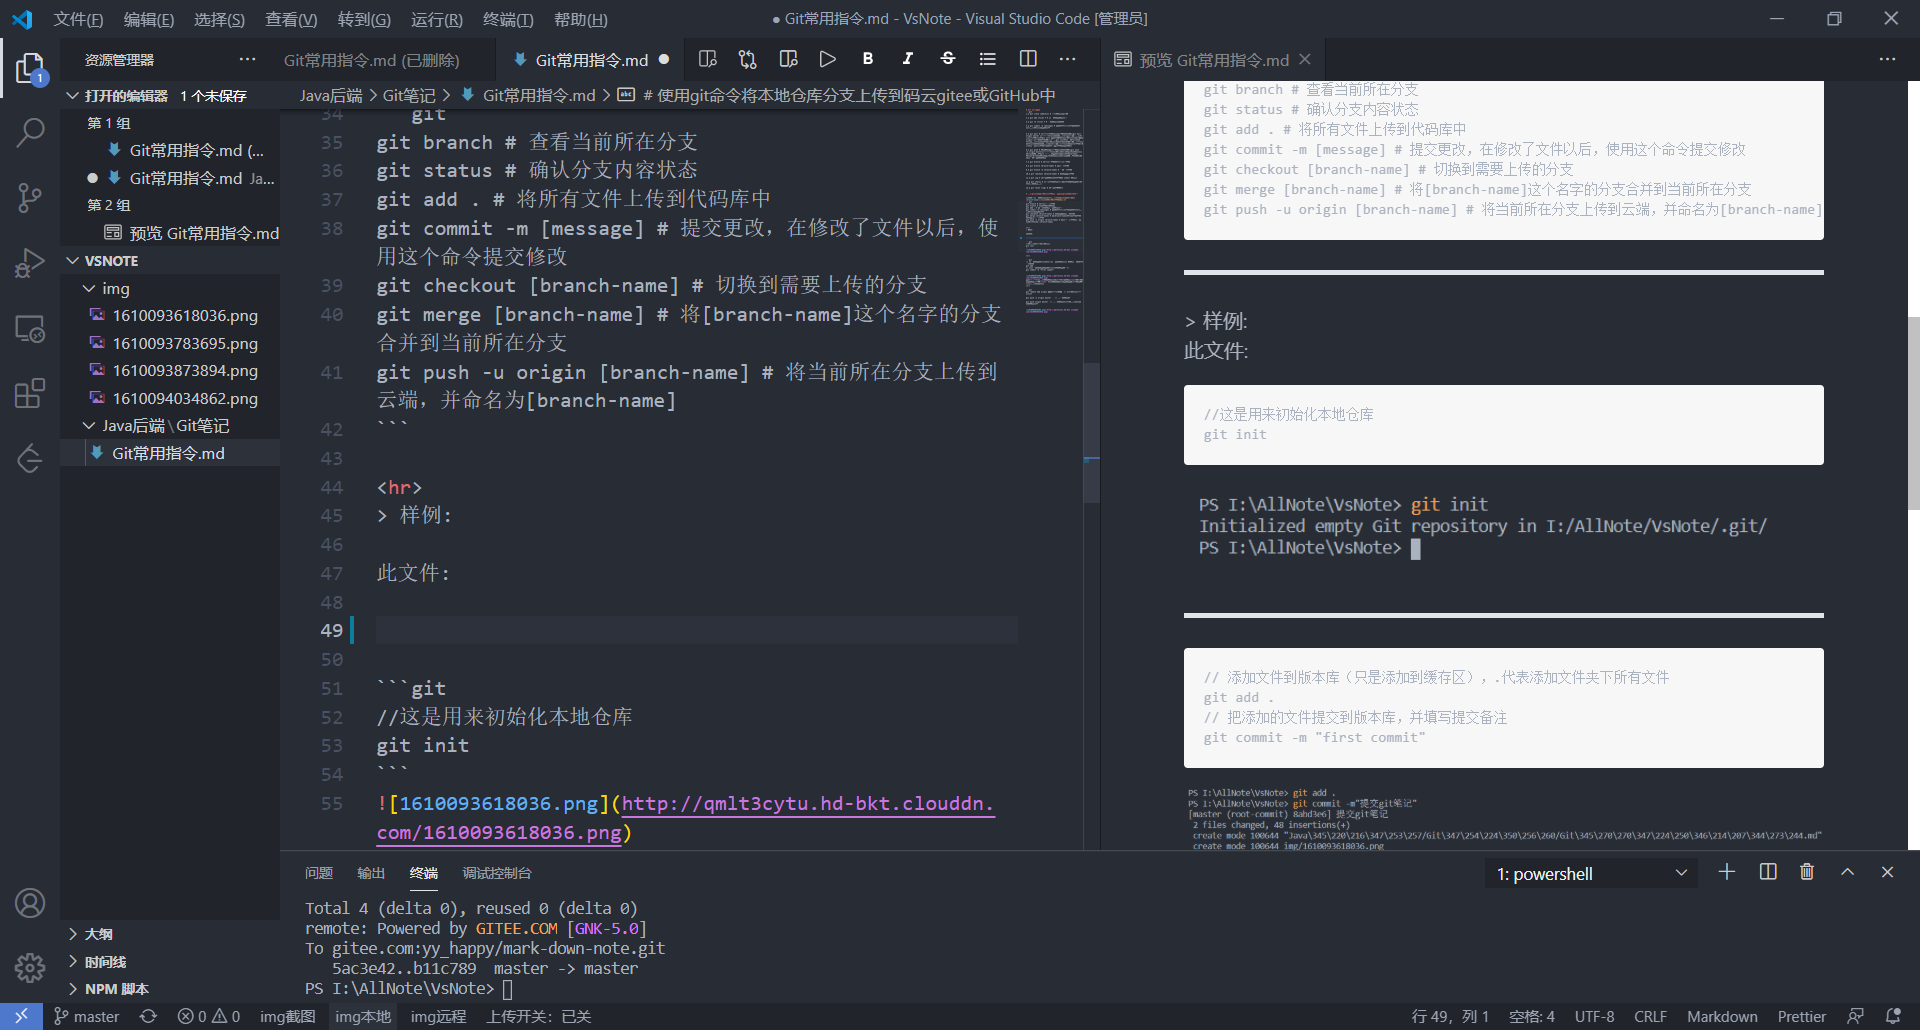 文件(F) 编辑(E) 选择(S) 查看(V) 转到(G) 运行(R) 终端(T) 帮助(H)
● Git常用指令.md - VsNote - Visual Studio Code [管理员]
资源管理器
打开的编辑器 1 个未保存
第 1 组
Git常用指令.md (...
Git常用指令.md Ja...
第 2 组
预览 Git常用指令.md
VSNOTE
img
1610093618036.png
1610093783695.png
1610093873894.png
1610094034862.png
Java后端\Git笔记
Git常用指令.md
大纲
时间线
NPM 脚本
1
Git常用指令.md (已删除)
Git常用指令.md
Java后端 > Git笔记 > Git常用指令.md > # 使用git命令将本地仓库分支上传到码云gitee或GitHub中
34 git
35 git branch # 查看当前所在分支
36 git status # 确认分支内容状态
37 git add . # 将所有文件上传到代码库中
38 git commit -m [message] # 提交更改，在修改了文件以后，使
用这个命令提交修改
39 git checkout [branch-name] # 切换到需要上传的分支
40 git merge [branch-name] # 将[branch-name]这个名字的分支
合并到当前所在分支
41 git push -u origin [branch-name] # 将当前所在分支上传到
云端，并命名为[branch-name]
42 ```
43
44 <hr>
45 > 样例:
46
47 此文件:
48
49
50
51 ```git
52 //这是用来初始化本地仓库
53 git init
54 ```
55 ![1610093618036.png](http://qmlt3cytu.hd-bkt.clouddn.
com/1610093618036.png)
预览 Git常用指令.md
git branch # 查看当前所在分支
git status # 确认分支内容状态
git add . # 将所有文件上传到代码库中
git commit -m [message] # 提交更改，在修改了文件以后，使用这个命令提交修改
git checkout [branch-name] # 切换到需要上传的分支
git merge [branch-name] # 将[branch-name]这个名字的分支合并到当前所在分支
git push -u origin [branch-name] # 将当前所在分支上传到云端，并命名为[branch-name]
> 样例:
此文件:
//这是用来初始化本地仓库
git init
PS I:\AllNote\VsNote> git init
Initialized empty Git repository in I:/AllNote/VsNote/.git/
PS I:\AllNote\VsNote>
// 添加文件到版本库（只是添加到缓存区），.代表添加文件夹下所有文件
git add .
// 把添加的文件提交到版本库，并填写提交备注
git commit -m "first commit"
PS I:\AllNote\VsNote> git add .
PS I:\AllNote\VsNote> git commit -m"提交git笔记"
[master (root-commit) 8abd3e6] 提交git笔记
2 files changed, 48 insertions(+)
create mode 100644 "Java\345\220\216\347\253\257/Git\347\254\224\350\256\260/Git\345\270\270\347\224\250\346\214\207\344\273\244.md"
create mode 100644 img/1610093618036.png
问题 输出 终端 调试控制台
1: powershell
Total 4 (delta 0), reused 0 (delta 0)
remote: Powered by GITEE.COM [GNK-5.0]
To gitee.com:yy_happy/mark-down-note.git
5ac3e42..b11c789 master -> master
PS I:\AllNote\VsNote>
master 0 0 img截图 img本地 img远程 上传开关：已关
行 49，列 1 空格: 4 UTF-8 CRLF Markdown Prettier